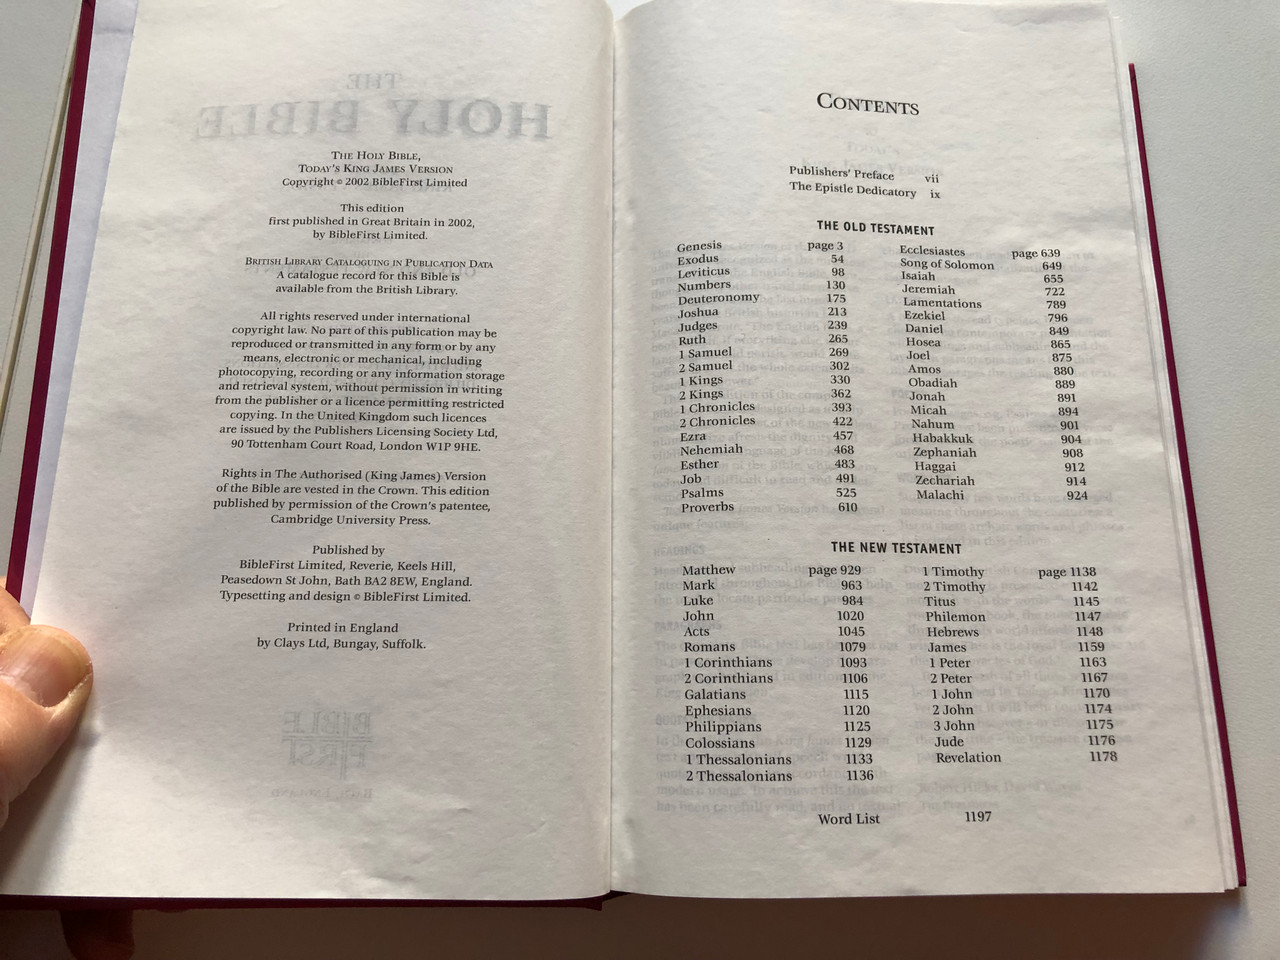 THE HOLY BIBLE,
TODAY'S KING JAMES VERSION
Copyright © 2002 BibleFirst Limited
This edition
first published in Great Britain in 2002,
by BibleFirst Limited.
BRITISH LIBRARY CATALOGUING IN PUBLICATION DATA
A catalogue record for this Bible is
available from the British Library.
All rights reserved under international
copyright law. No part of this publication may be
reproduced or transmitted in any form or by any
means, electronic or mechanical, including
photocopying, recording or any information storage
and retrieval system, without permission in writing
from the publisher or a licence permitting restricted
copying. In the United Kingdom such licences
are issued by the Publishers Licensing Society Ltd,
90 Tottenham Court Road, London W1P 9HE.
Rights in The Authorised (King James) Version
of the Bible are vested in the Crown. This edition
published by permission of the Crown's patentee,
Cambridge University Press.
Published by
BibleFirst Limited, Reverie, Keels Hill,
Peasedown St John, Bath BA2 8EW, England.
Typesetting and design © BibleFirst Limited.
Printed in England
by Clays Ltd, Bungay, Suffolk.
CONTENTS
Publishers' Preface vii
The Epistle Dedicatory ix
THE OLD TESTAMENT
Genesis page 3
Exodus 54
Leviticus 98
Numbers 130
Deuteronomy 175
Joshua 213
Judges 239
Ruth 265
1 Samuel 269
2 Samuel 302
1 Kings 330
2 Kings 362
1 Chronicles 393
2 Chronicles 422
Ezra 457
Nehemiah 468
Esther 483
Job 491
Psalms 525
Proverbs 610
Ecclesiastes page 639
Song of Solomon 649
Isaiah 655
Jeremiah 722
Lamentations 789
Ezekiel 796
Daniel 849
Hosea 865
Joel 875
Amos 880
Obadiah 889
Jonah 891
Micah 894
Nahum 901
Habakkuk 904
Zephaniah 908
Haggai 912
Zechariah 914
Malachi 924
THE NEW TESTAMENT
Matthew page 929
Mark 963
Luke 984
John 1020
Acts 1045
Romans 1079
1 Corinthians 1093
2 Corinthians 1106
Galatians 1115
Ephesians 1120
Philippians 1125
Colossians 1129
1 Thessalonians 1133
2 Thessalonians 1136
1 Timothy page 1138
2 Timothy 1142
Titus 1145
Philemon 1147
Hebrews 1148
James 1159
1 Peter 1163
2 Peter 1167
1 John 1170
2 John 1174
3 John 1175
Jude 1176
Revelation 1178
Word List 1197